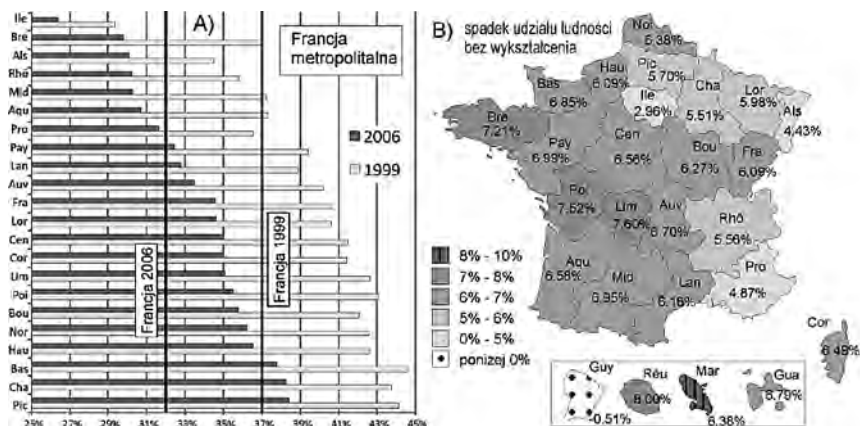 A)
Francja
metropolitalna
2006
1999
Ile
Bre
Als
Rhé
Mid
Aqu
Pro
Pay
Lan
Auv
Fra
Lor
Cen
Cor
Lim
Poi
Bou
Nor
Hau
Bas
Cha
Pic
Francja 2006
Francja 1999
25% 27% 29% 31% 33% 35% 37% 39% 41% 43% 45%
B) spadek udziału ludności
bez wykształcenia
Nor
6.38%
Pic
5.70%
Hau
6.09%
Bas
6.85%
Ile
2.96%
Cha
5.51%
Lor
5.98%
Als
4.43%
Bre
7.21%
Pay
6.99%
Cen
6.56%
Bou
6.27%
Fra
6.09%
Poi
7.52%
Lim
7.60%
Auv
6.70%
Rhô
5.56%
Aqu
6.58%
Mid
6.95%
Lan
6.16%
Pro
4.87%
Cor
6.49%
8% - 10%
7% - 8%
6% - 7%
5% - 6%
0% - 5%
poniżej 0%
Guy
-0.51%
Réu
8.00%
Mar
Gua